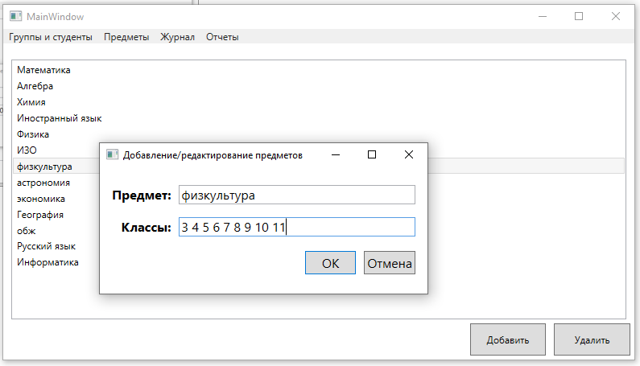 MainWindow
Группы и студенты Предметы Журнал Отчеты
Математика
Алгебра
Химия
Иностранный язык
Физика
ИЗО
физкультура
астрономия
экономика
География
обж
Русский язык
Информатика
Добавление/редактирование предметов
Предмет: физкультура
Классы: 3 4 5 6 7 8 9 10 11
ОК Отмена
Добавить Удалить